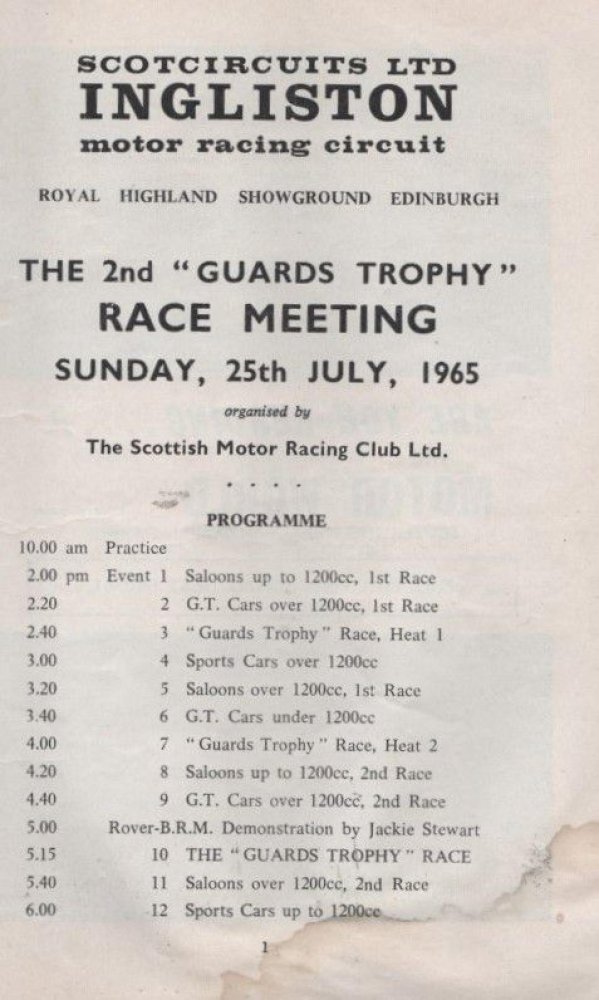 SCOTCIRCUITS LTD
INGLISTON
motor racing circuit
ROYAL HIGHLAND SHOWGROUND EDINBURGH
THE 2nd “GUARDS TROPHY”
RACE MEETING
SUNDAY, 25th JULY, 1965
organised by
The Scottish Motor Racing Club Ltd.
. . . .
PROGRAMME
10.00 am Practice
2.00 pm Event 1 Saloons up to 1200cc, 1st Race
2.20 2 G.T. Cars over 1200cc, 1st Race
2.40 3 “Guards Trophy” Race, Heat 1
3.00 4 Sports Cars over 1200cc
3.20 5 Saloons over 1200cc, 1st Race
3.40 6 G.T. Cars under 1200cc
4.00 7 “Guards Trophy” Race, Heat 2
4.20 8 Saloons up to 1200cc, 2nd Race
4.40 9 G.T. Cars over 1200cc, 2nd Race
5.00 Rover-B.R.M. Demonstration by Jackie Stewart
5.15 10 THE “GUARDS TROPHY” RACE
5.40 11 Saloons over 1200cc, 2nd Race
6.00 12 Sports Cars up to 1200cc
1